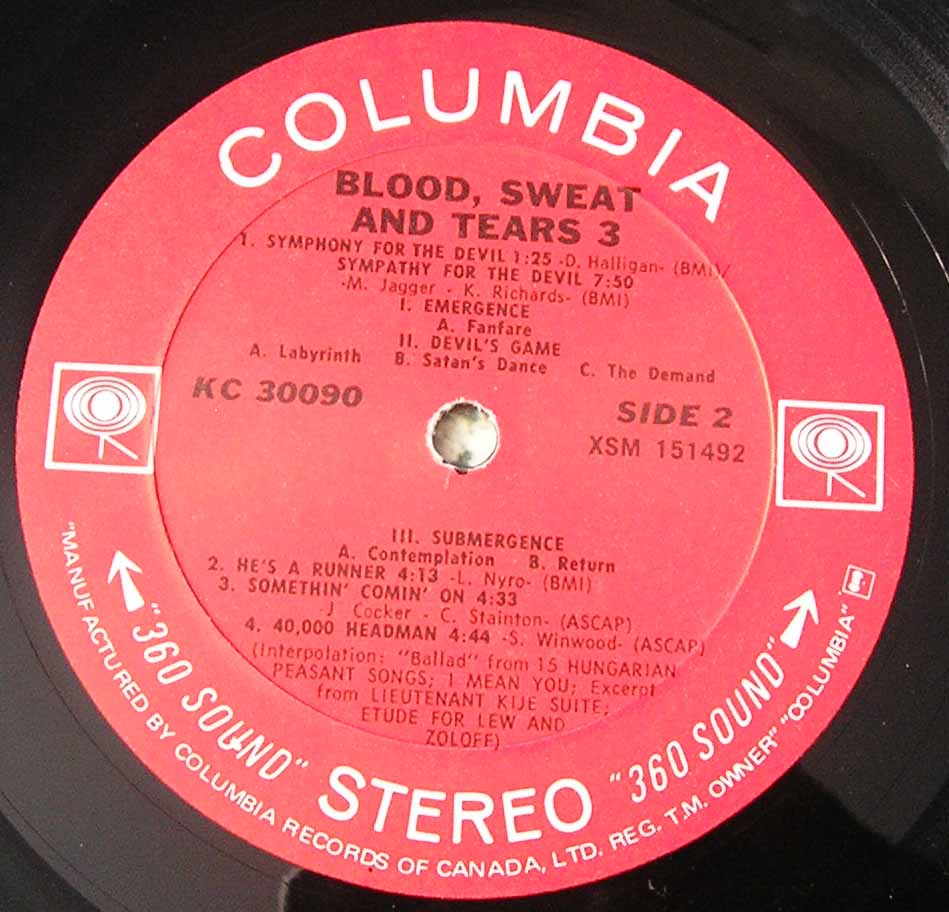 COLUMBIA
BLOOD, SWEAT
AND TEARS 3
1. SYMPHONY FOR THE DEVIL 1:25 -D. Halligan- (BMI)/
SYMPATHY FOR THE DEVIL 7:50
-M. Jagger - K. Richards- (BMI)
I. EMERGENCE
A. Fanfare
II. DEVIL'S GAME
A. Labyrinth B. Satan's Dance C. The Demand
KC 30090
SIDE 2
XSM 151492
III. SUBMERGENCE
A. Contemplation B. Return
2. HE'S A RUNNER 4:13 -L. Nyro- (BMI)
3. SOMETHIN' COMIN' ON 4:33
-J Cocker - C. Stainton- (ASCAP)
4. 40,000 HEADMAN 4:44 -S. Winwood- (ASCAP)
(Interpolation: "Ballad" from 15 HUNGARIAN
PEASANT SONGS; I MEAN YOU; Excerpt
from LIEUTENANT KIJE SUITE;
ETUDE FOR LEW AND
ZOLOFF)
"360 SOUND" STEREO "360 SOUND"
"MANUFACTURED BY COLUMBIA RECORDS OF CANADA, LTD. REG. T.M. OWNER" "COLUMBIA"